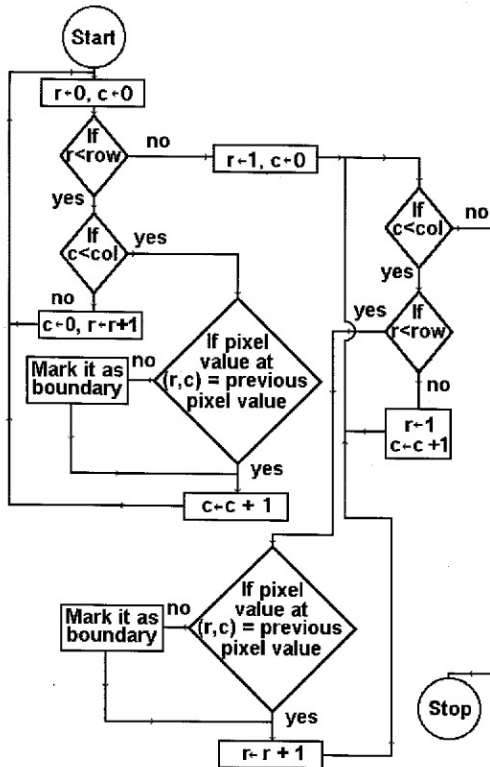 Start
r←0, c←0
If
r<row
no
r←1, c←0
yes
If
c<col
no
If
c<col
yes
yes
no
c←0, r←r+1
yes
If
r<row
If pixel
value at
(r,c) = previous
pixel value
no
Mark it as
boundary
no
r←1
c←c+1
yes
c←c + 1
If pixel
value at
(r,c) = previous
pixel value
no
Mark it as
boundary
yes
Stop
r←r + 1